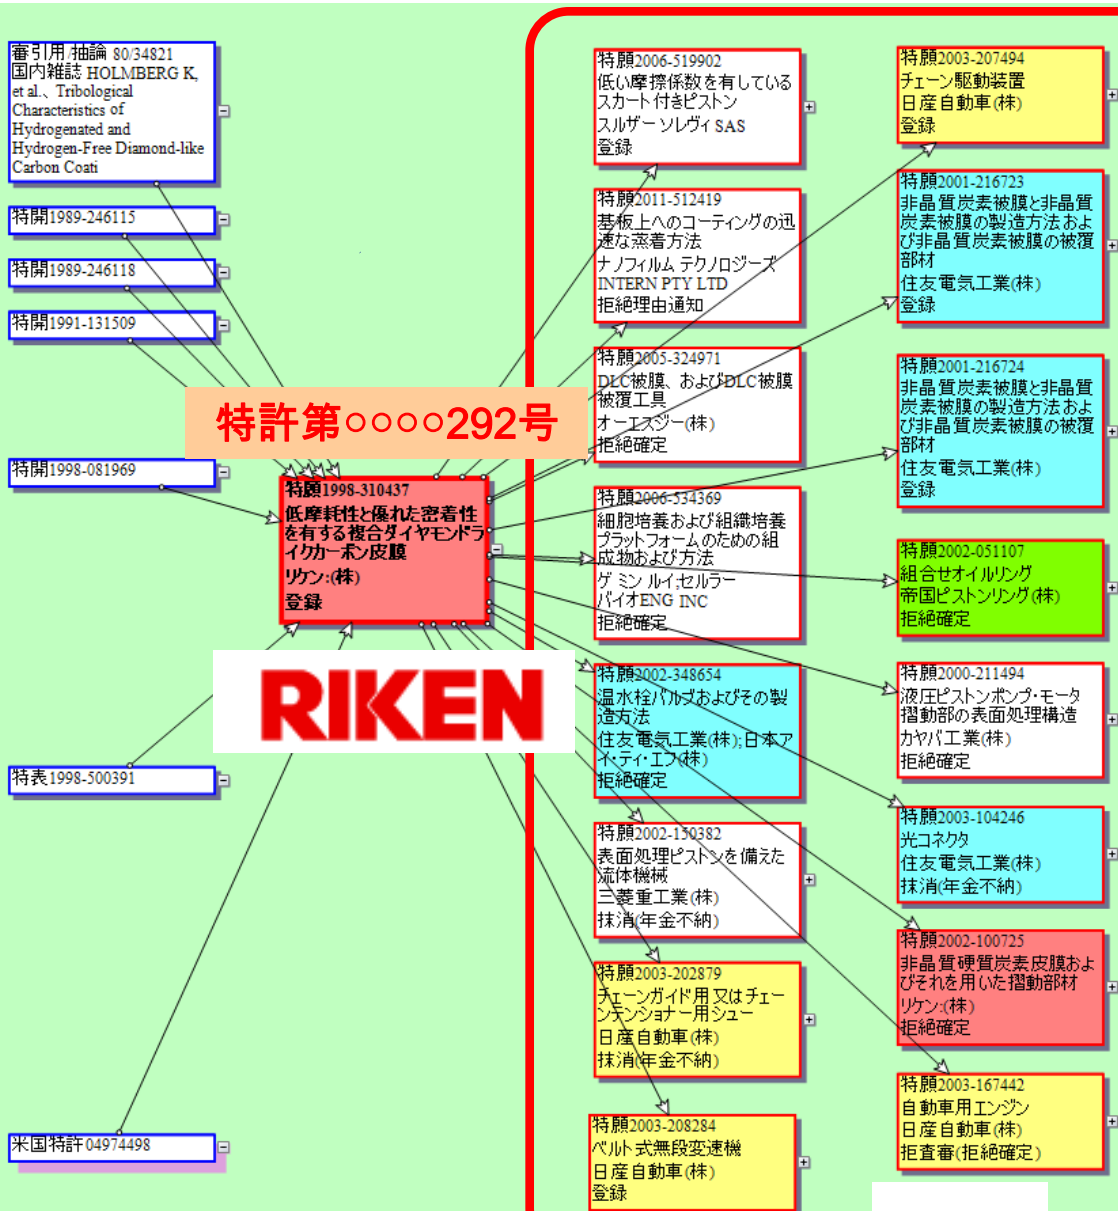 審引用/抽論 80/34821
国内雑誌 HOLMBERG K,
et al.、Tribological
Characteristics of
Hydrogenated and
Hydrogen-Free Diamond-like
Carbon Coati
特開1989-246115
特開1989-246118
特開1991-131509
特許第○○○○292号
特開1998-081969
特願1998-310437
低摩耗性と優れた密着性
を有する複合ダイヤモンドラ
イクカーボン皮膜
リケン:(株)
登録
RIKEN
特表1998-500391
米国特許04974498
特願2006-519902
低い摩擦係数を有している
スカート付きピストン
スルザー ソレヴィ SAS
登録
特願2011-512419
基板上へのコーティングの迅
速な蒸着方法
ナノフィルム テクノロジーズ
INTERN PTY LTD
拒絶理由通知
特願2005-324971
DLC被膜、およびDLC被膜
被覆工具
オーエスジー(株)
拒絶確定
特願2006-534369
細胞培養および組織培養
プラットフォームのための組
成物および方法
ゲ ミン ルイ セルラー
バイオENG INC
拒絶確定
特願2002-348654
温水栓バルブおよびその製
造方法
住友電気工業(株);日本ア
イ・ティ・エフ(株)
拒絶確定
特願2002-150382
表面処理ピストンを備えた
流体機械
三菱重工業(株)
抹消(年金不納)
特願2003-202879
チェーンガイド用又はチェー
ンテンショナー用シュー
日産自動車(株)
抹消(年金不納)
特願2003-208284
ベルト式無段変速機
日産自動車(株)
登録
特願2003-207494
チェーン駆動装置
日産自動車(株)
登録
特願2001-216723
非晶質炭素被膜と非晶質
炭素被膜の製造方法およ
び非晶質炭素被膜の被覆
部材
住友電気工業(株)
登録
特願2001-216724
非晶質炭素被膜と非晶質
炭素被膜の製造方法およ
び非晶質炭素被膜の被覆
部材
住友電気工業(株)
登録
特願2002-051107
組合せオイルリング
帝国ピストンリング(株)
拒絶確定
特願2000-211494
液圧ピストンポンプ・モータ
摺動部の表面処理構造
カヤバ工業(株)
拒絶確定
特願2003-104246
光コネクタ
住友電気工業(株)
抹消(年金不納)
特願2002-100725
非晶質硬質炭素皮膜およ
びそれを用いた摺動部材
リケン:(株)
拒絶確定
特願2003-167442
自動車用エンジン
日産自動車(株)
拒査審(拒絶確定)